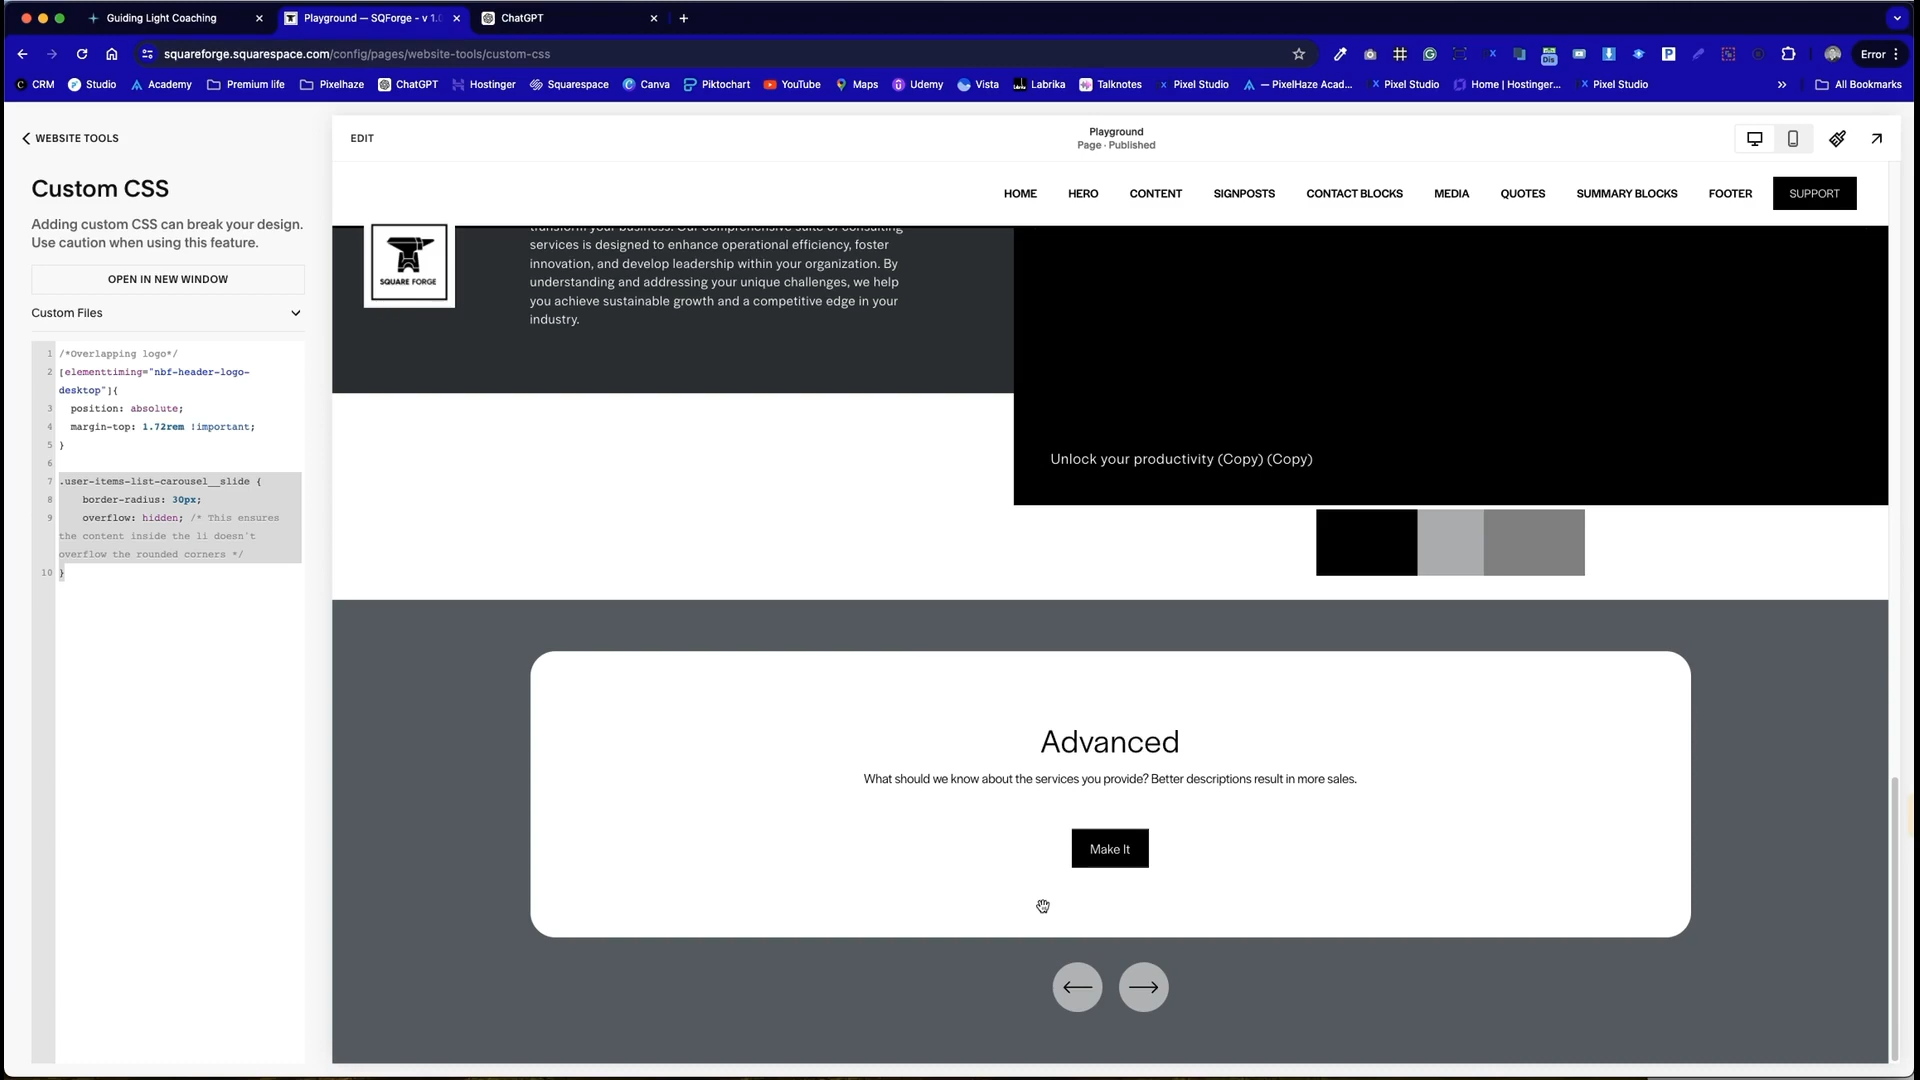 Guiding Light Coaching
Playground — SQForge - v 1.0
ChatGPT
squareforge.squarespace.com/config/pages/website-tools/custom-css
Error
CRM
Studio
Academy
Premium life
Pixelhaze
ChatGPT
Hostinger
Squarespace
Canva
Piktochart
YouTube
Maps
Udemy
Vista
Labrika
Talknotes
Pixel Studio
— PixelHaze Acad...
Pixel Studio
Home | Hostinger...
Pixel Studio
»
All Bookmarks
WEBSITE TOOLS
Custom CSS
Adding custom CSS can break your design.
Use caution when using this feature.
OPEN IN NEW WINDOW
Custom Files
1 /*Overlapping logo*/
2 [elementtiming="nbf-header-logo-
desktop"]{
3 position: absolute;
4 margin-top: 1.72rem !important;
5 }
6
7 .user-items-list-carousel__slide {
8 border-radius: 30px;
9 overflow: hidden; /* This ensures
the content inside the li doesn't
overflow the rounded corners */
10 }
EDIT
Playground
Page · Published
HOME
HERO
CONTENT
SIGNPOSTS
CONTACT BLOCKS
MEDIA
QUOTES
SUMMARY BLOCKS
FOOTER
SUPPORT
SQUARE FORGE
transform your business. Our comprehensive suite of consulting
services is designed to enhance operational efficiency, foster
innovation, and develop leadership within your organization. By
understanding and addressing your unique challenges, we help
you achieve sustainable growth and a competitive edge in your
industry.
Unlock your productivity (Copy) (Copy)
Advanced
What should we know about the services you provide? Better descriptions result in more sales.
Make It